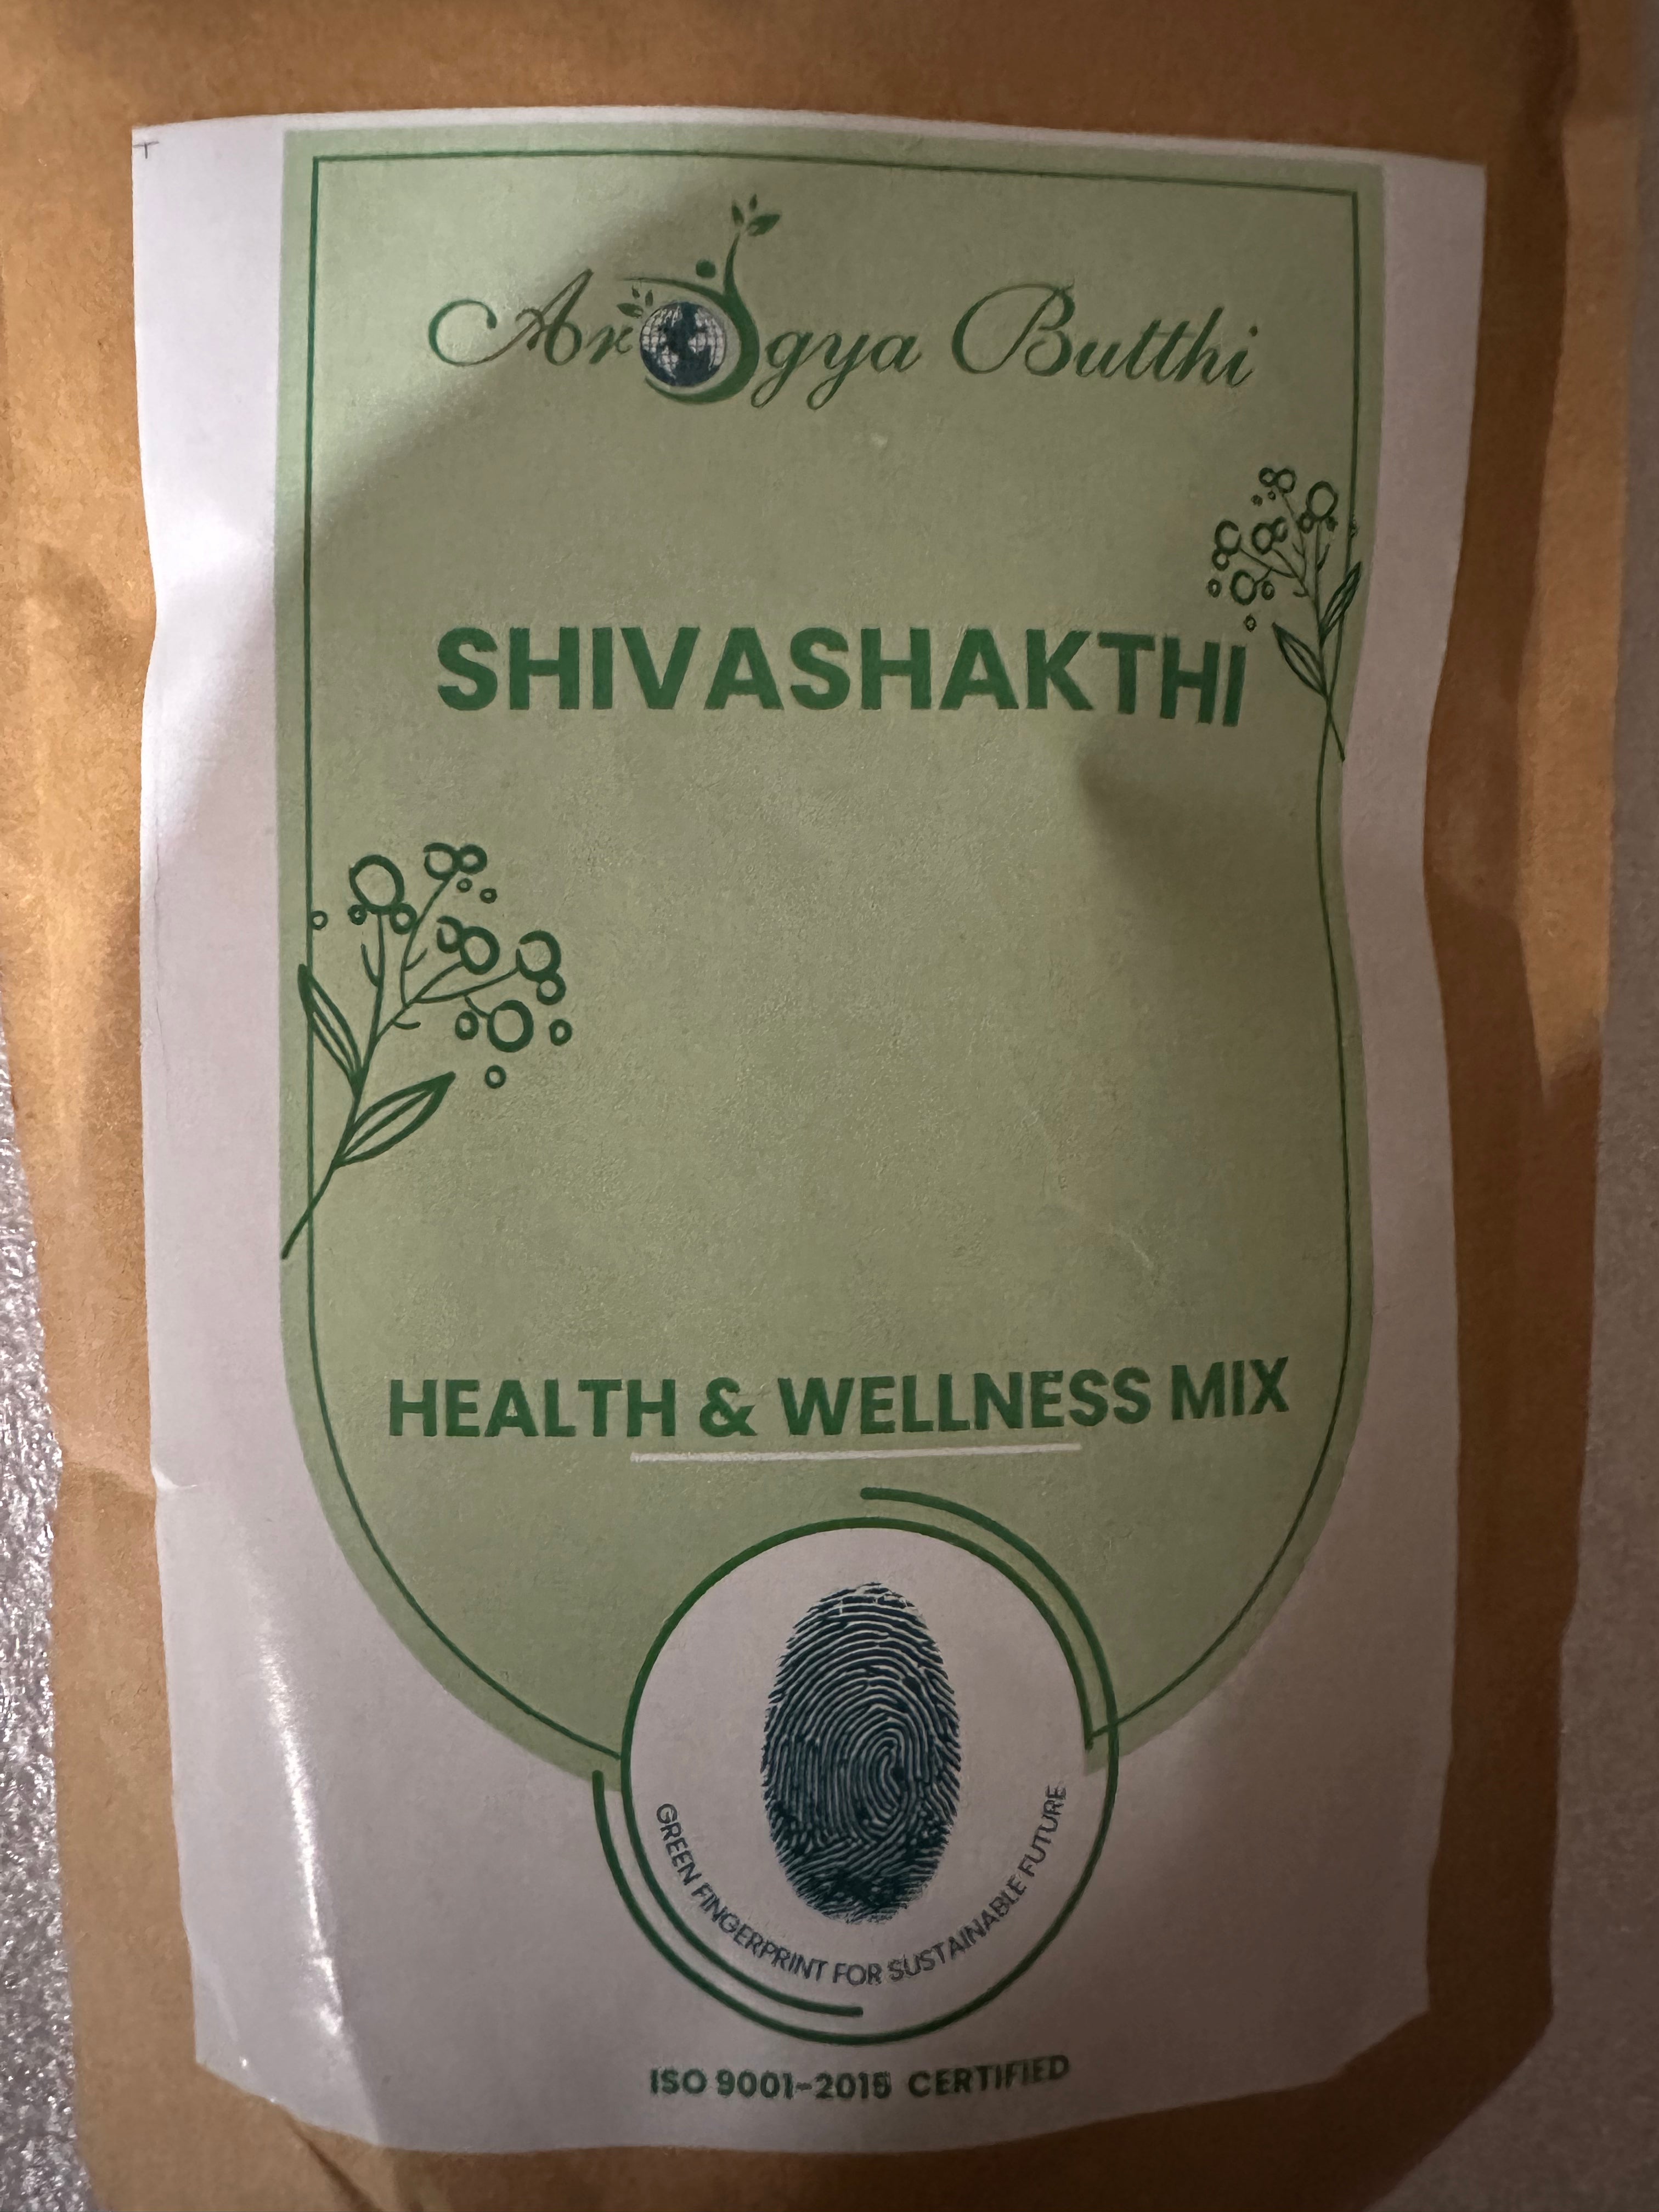 Arogya Butthi
SHIVASHAKTHI
HEALTH & WELLNESS MIX
GREEN FINGERPRINT FOR SUSTAINABLE FUTURE
ISO 9001-2015 CERTIFIED